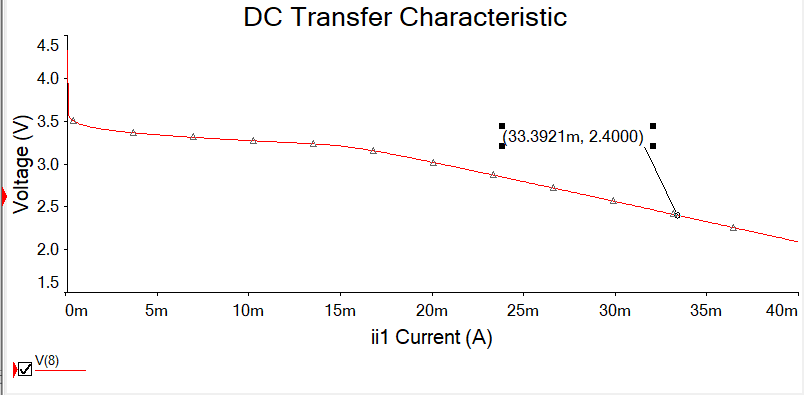 DC Transfer Characteristic
4.5
4.0
3.5
3.0
2.5
2.0
1.5
Voltage (V)
(33.3921m, 2.4000)
0m 5m 10m 15m 20m 25m 30m 35m 40m
ii1 Current (A)
V(8)